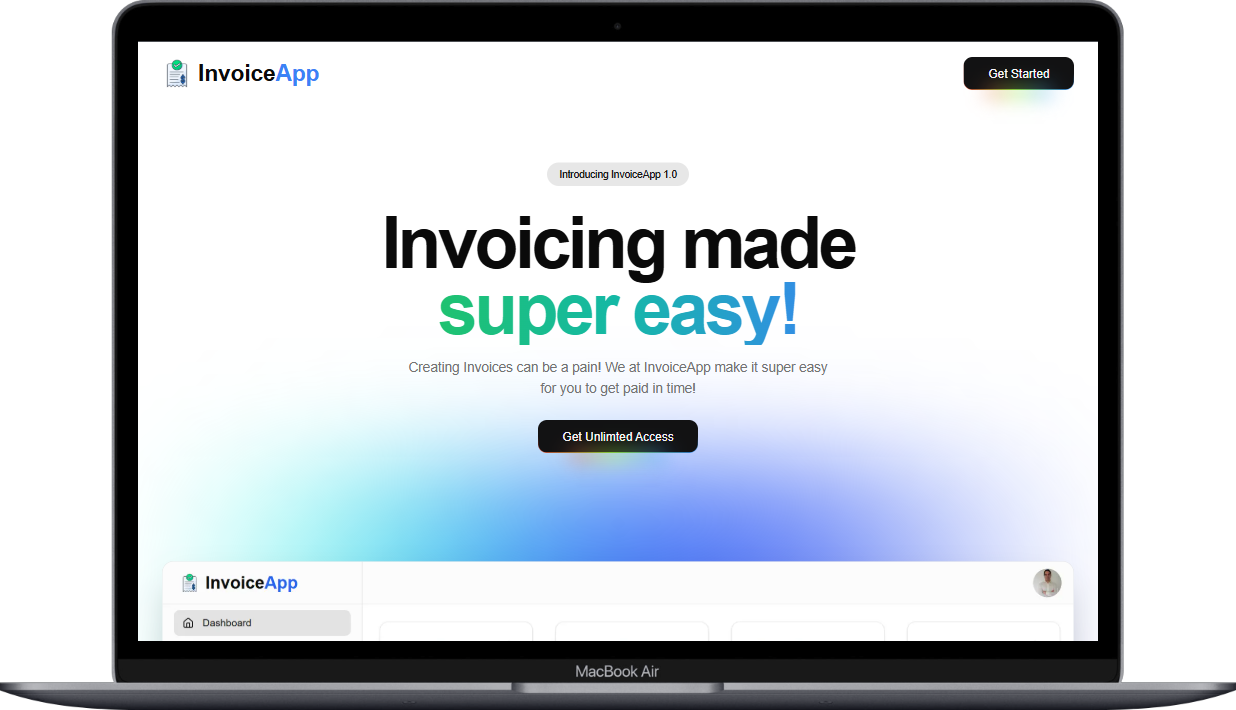 InvoiceApp
Get Started
Introducing InvoiceApp 1.0
Invoicing made
super easy!
Creating Invoices can be a pain! We at InvoiceApp make it super easy
for you to get paid in time!
Get Unlimted Access
InvoiceApp
Dashboard
MacBook Air